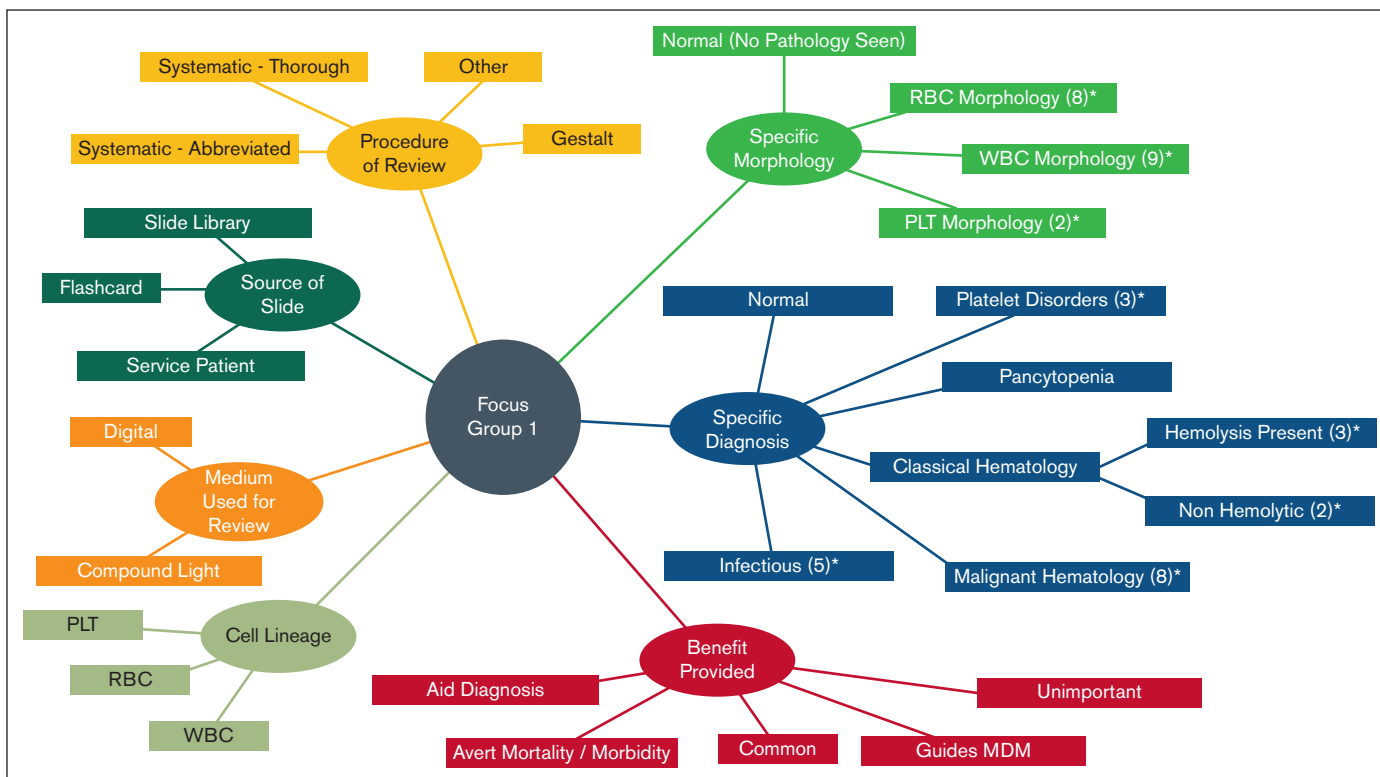 Normal (No Pathology Seen)
Systematic - Thorough
Other
RBC Morphology (8)*
Procedure
of Review
Gestalt
Specific
Morphology
Systematic - Abbreviated
WBC Morphology (9)*
Slide Library
PLT Morphology (2)*
Flashcard
Source of
Slide
Normal
Platelet Disorders (3)*
Service Patient
Pancytopenia
Focus
Group 1
Specific
Diagnosis
Digital
Hemolysis Present (3)*
Classical Hematology
Medium
Used for
Review
Non Hemolytic (2)*
Compound Light
Infectious (5)*
Malignant Hematology (8)*
PLT
Cell Lineage
RBC
Benefit
Provided
Aid Diagnosis
Unimportant
WBC
Avert Mortality / Morbidity
Common
Guides MDM